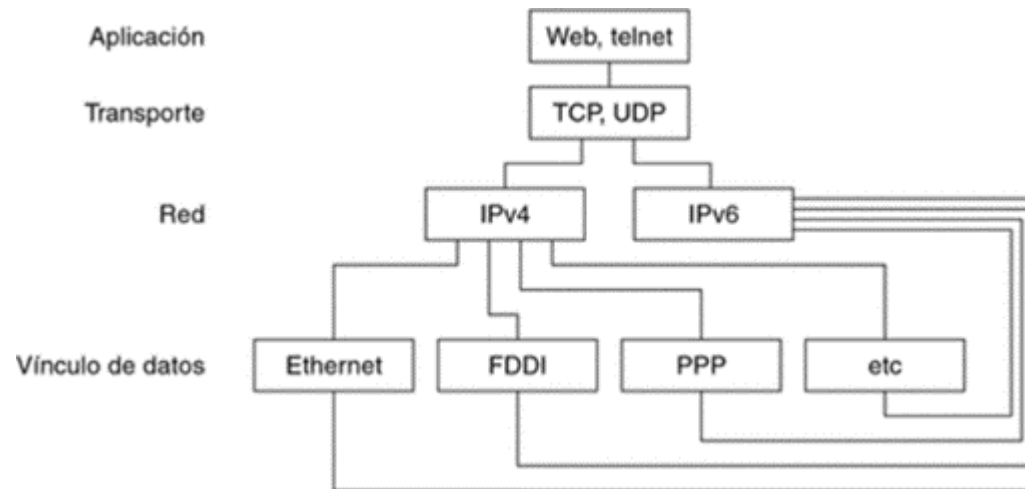 Aplicación
Web, telnet
Transporte
TCP, UDP
Red
IPv4
IPv6
Vínculo de datos
Ethernet
FDDI
PPP
etc